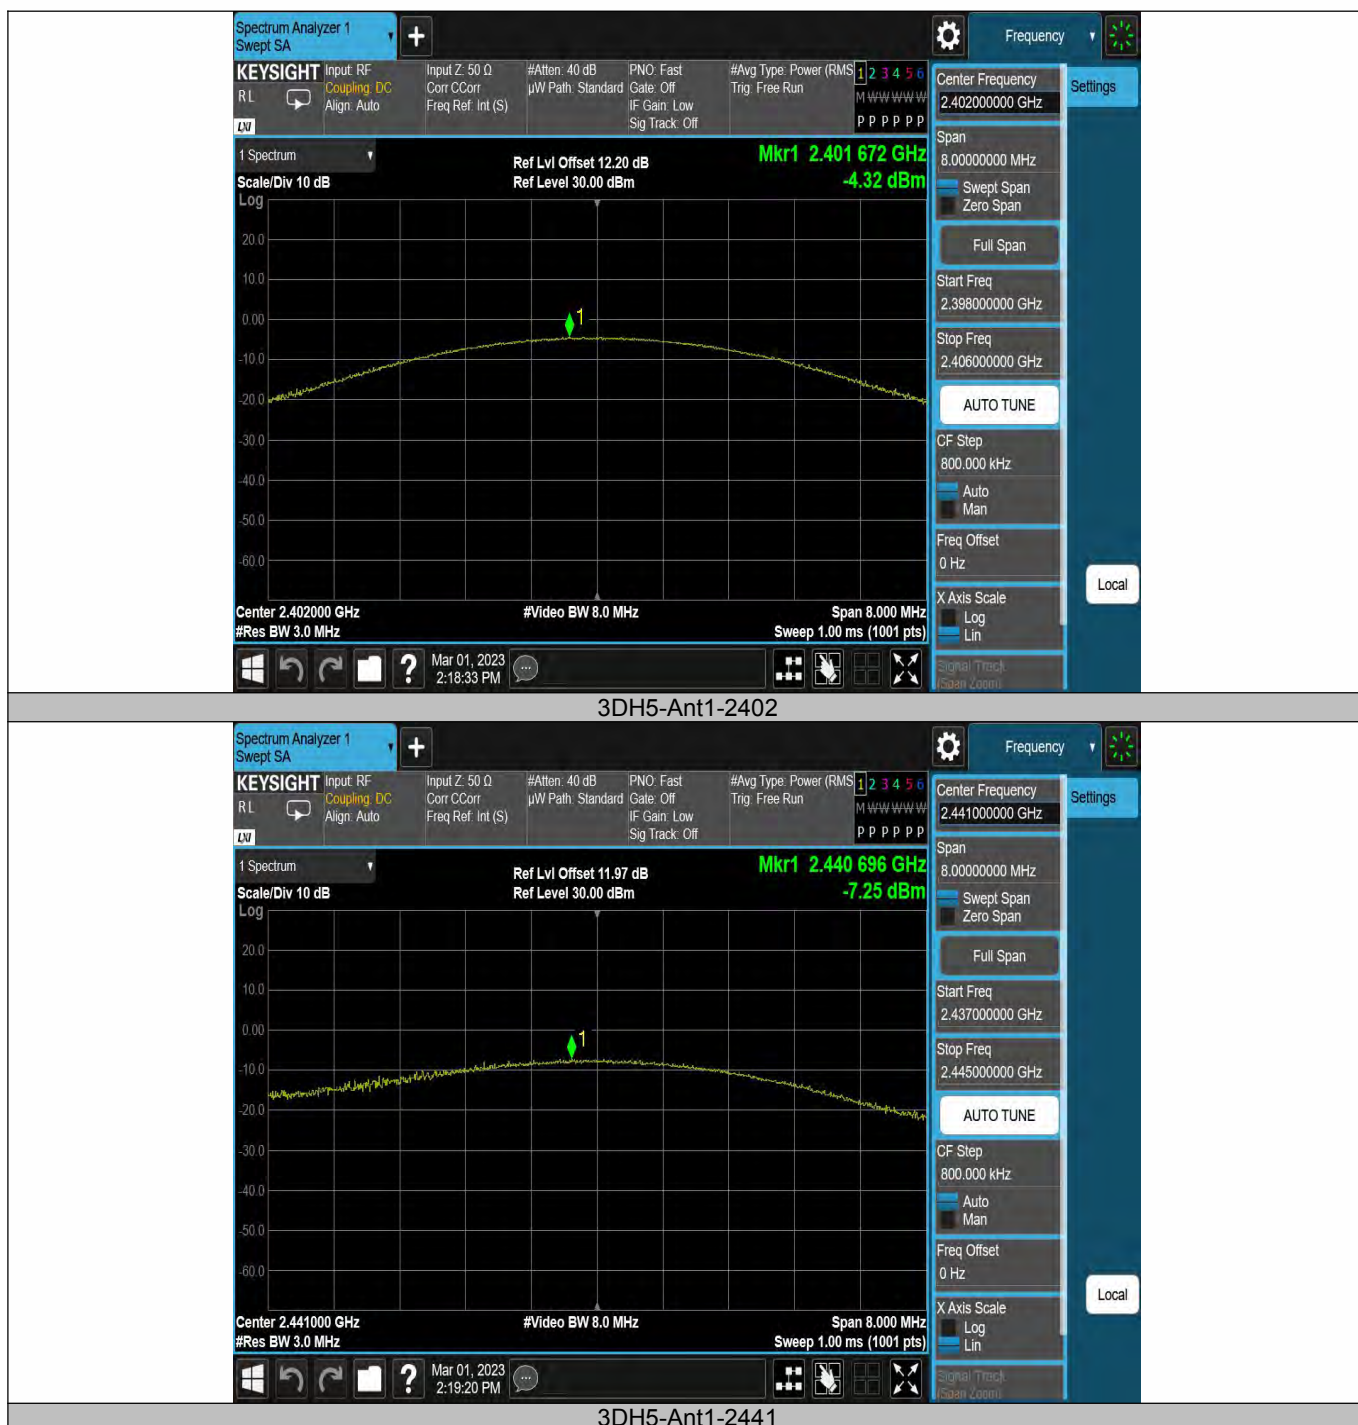 Spectrum Analyzer 1
Swept SA
Frequency
KEYSIGHT
RL
LXI
Input: RF
Coupling: DC
Align: Auto
Input Z: 50 Ω
Corr CCorr
Freq Ref: Int (S)
#Atten: 40 dB
µW Path: Standard
PNO: Fast
Gate: Off
IF Gain: Low
Sig Track: Off
#Avg Type: Power (RMS
Trig: Free Run
1 2 3 4 5 6
M W W W W W
P P P P P P
1 Spectrum
Scale/Div 10 dB
Log
Ref Lvl Offset 12.20 dB
Ref Level 30.00 dBm
Mkr1 2.401 672 GHz
-4.32 dBm
1
20.0
10.0
0.00
-10.0
-20.0
-30.0
-40.0
-50.0
-60.0
Center 2.402000 GHz
#Res BW 3.0 MHz
#Video BW 8.0 MHz
Span 8.000 MHz
Sweep 1.00 ms (1001 pts)
Center Frequency
2.402000000 GHz
Settings
Span
8.00000000 MHz
Swept Span
Zero Span
Full Span
Start Freq
2.398000000 GHz
Stop Freq
2.406000000 GHz
AUTO TUNE
CF Step
800.000 kHz
Auto
Man
Freq Offset
0 Hz
Local
X Axis Scale
Log
Lin
Signal Track
(Span Zoom)
?
Mar 01, 2023
2:18:33 PM
3DH5-Ant1-2402
Spectrum Analyzer 1
Swept SA
Frequency
KEYSIGHT
RL
LXI
Input: RF
Coupling: DC
Align: Auto
Input Z: 50 Ω
Corr CCorr
Freq Ref: Int (S)
#Atten: 40 dB
µW Path: Standard
PNO: Fast
Gate: Off
IF Gain: Low
Sig Track: Off
#Avg Type: Power (RMS
Trig: Free Run
1 2 3 4 5 6
M W W W W W
P P P P P P
1 Spectrum
Scale/Div 10 dB
Log
Ref Lvl Offset 11.97 dB
Ref Level 30.00 dBm
Mkr1 2.440 696 GHz
-7.25 dBm
1
20.0
10.0
0.00
-10.0
-20.0
-30.0
-40.0
-50.0
-60.0
Center 2.441000 GHz
#Res BW 3.0 MHz
#Video BW 8.0 MHz
Span 8.000 MHz
Sweep 1.00 ms (1001 pts)
Center Frequency
2.441000000 GHz
Settings
Span
8.00000000 MHz
Swept Span
Zero Span
Full Span
Start Freq
2.437000000 GHz
Stop Freq
2.445000000 GHz
AUTO TUNE
CF Step
800.000 kHz
Auto
Man
Freq Offset
0 Hz
Local
X Axis Scale
Log
Lin
Signal Track
(Span Zoom)
?
Mar 01, 2023
2:19:20 PM
3DH5-Ant1-2441